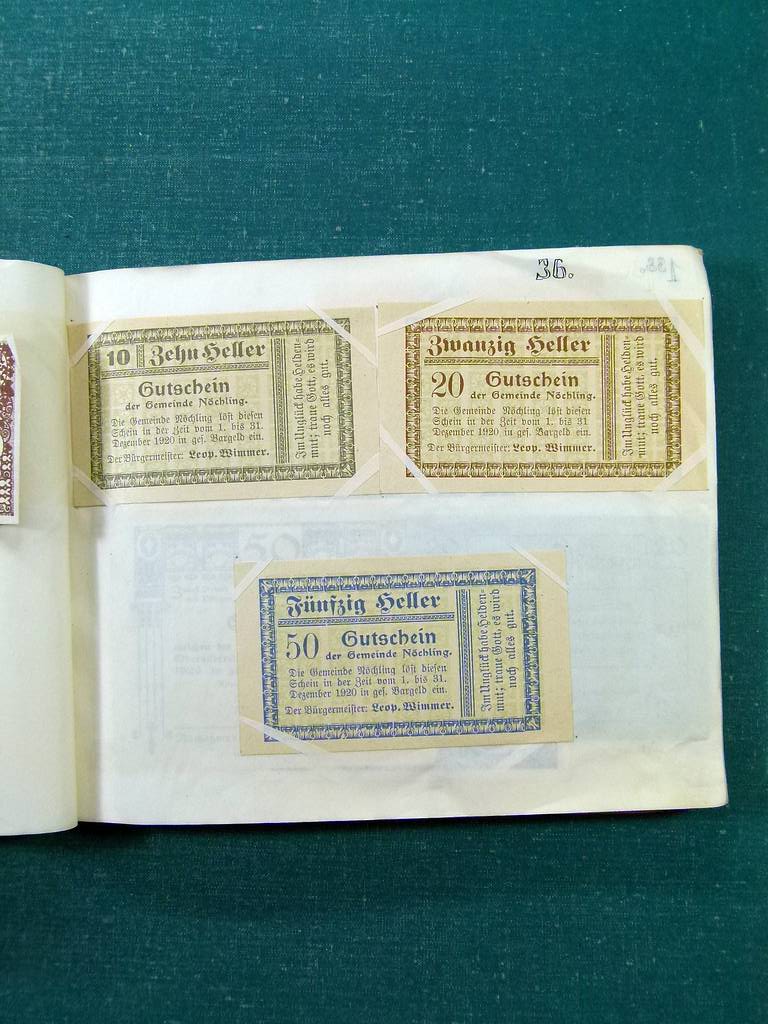 36.
138.
10 Zehn Heller
Gutschein
der Gemeinde Nöchling.
Die Gemeinde Nöchling löst diesen
Schein in der Zeit vom 1. bis 31.
Dezember 1920 in ges. Bargeld ein.
Der Bürgermeister: Leop. Wimmer.
Im Unglück habe Helden-
mut; traue Gott, es wird
noch alles gut.
Zwanzig Heller
20 Gutschein
der Gemeinde Nöchling.
Die Gemeinde Nöchling löst diesen
Schein in der Zeit vom 1. bis 31
Dezember 1920 in ges. Bargeld ein.
Der Bürgermeister: Leop. Wimmer.
Im Unglück habe Helden-
mut; traue Gott, es wird
noch alles gut.
50
Fünfzig Heller
50 Gutschein
der Gemeinde Nöchling.
Die Gemeinde Nöchling löst diesen
Schein in der Zeit vom 1. bis 31.
Dezember 1920 in ges. Bargeld ein.
Der Bürgermeister: Leop. Wimmer.
Im Unglück habe Helden-
mut; traue Gott, es wird
noch alles gut.